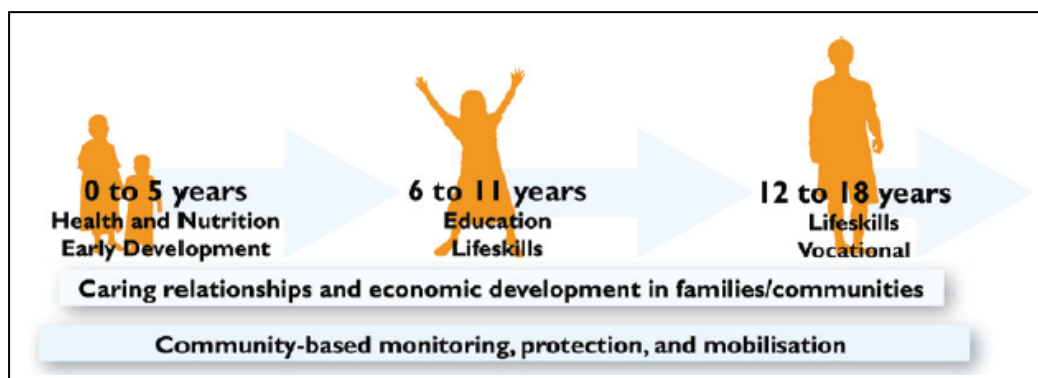 0 to 5 years
Health and Nutrition
Early Development
6 to 11 years
Education
Lifeskills
12 to 18 years
Lifeskills
Vocational
Caring relationships and economic development in families/communities
Community-based monitoring, protection, and mobilisation